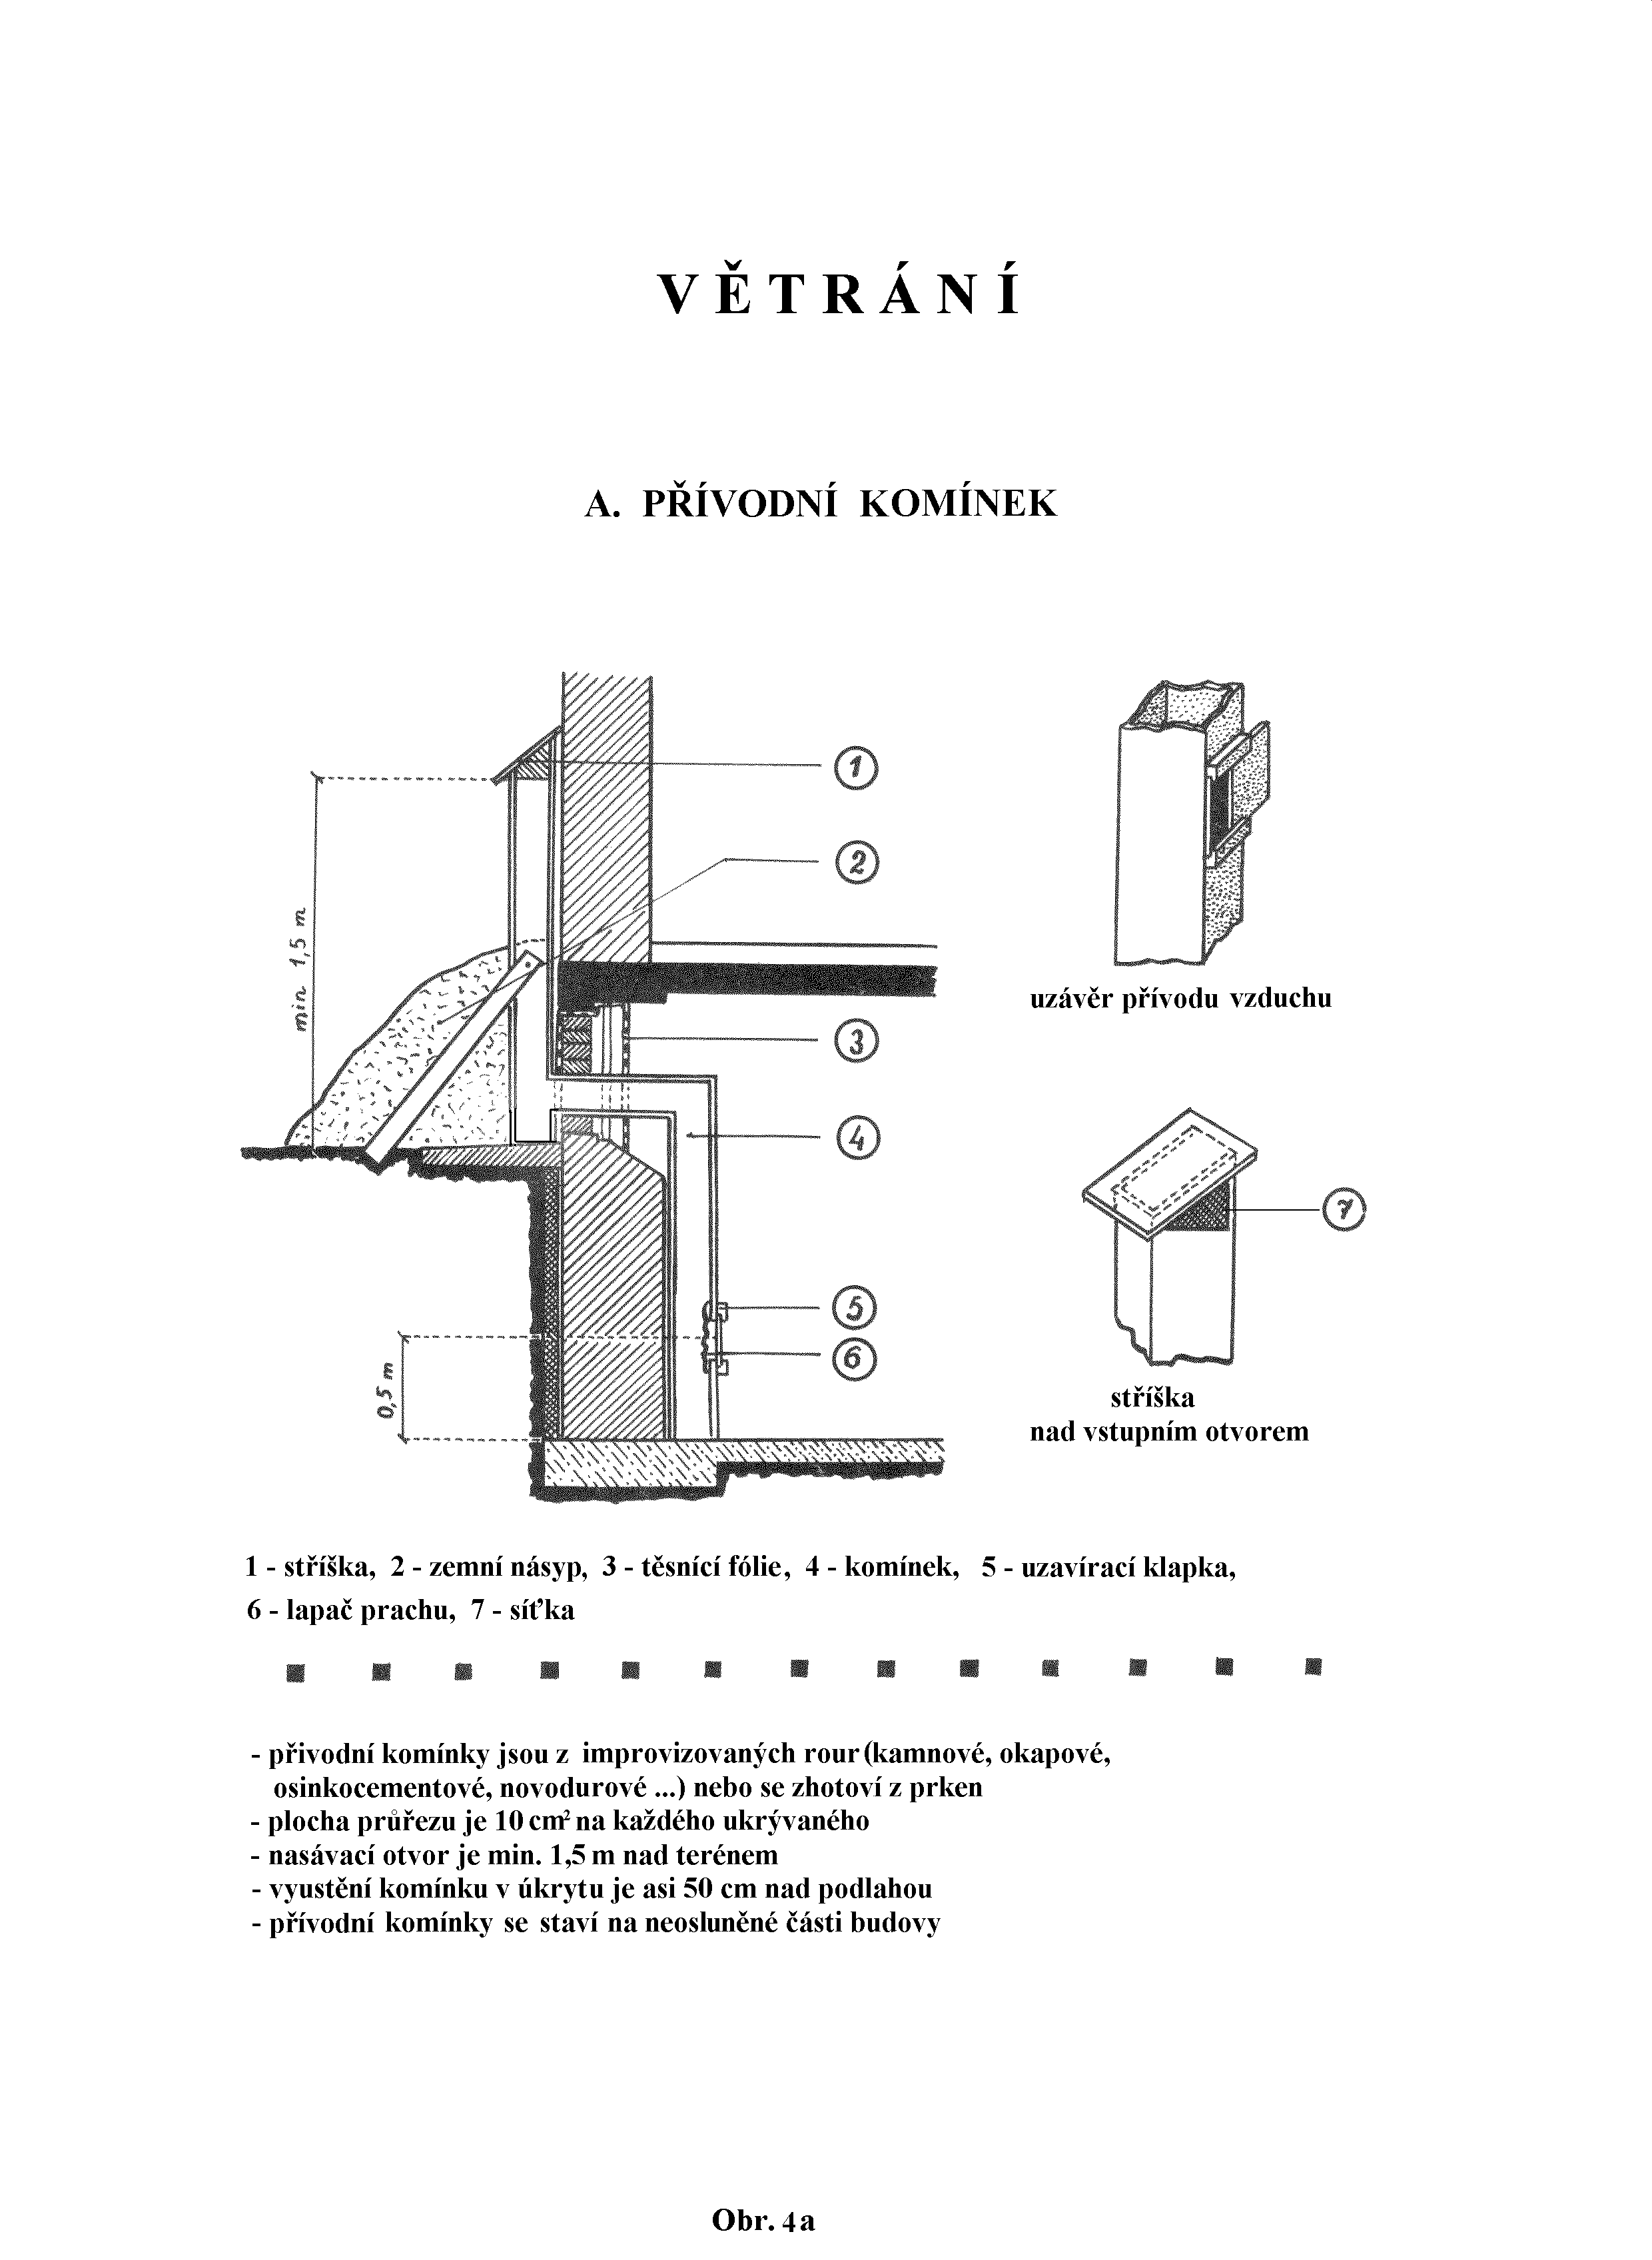 VĚTRÁNÍ
A. PŘÍVODNÍ KOMÍNEK
1
2
min 1,5 m
uzávěr přívodu vzduchu
3
4
7
5
6
0,5 m
stříška
nad vstupním otvorem
1 - stříška, 2 - zemní násyp, 3 - těsnící fólie, 4 - komínek, 5 - uzavírací klapka,
6 - lapač prachu, 7 - síťka
- přivodní komínky jsou z improvizovaných rour (kamnové, okapové,
osinkocementové, novodurové ...) nebo se zhotoví z prken
- plocha průřezu je 10 cm² na každého ukrývaného
- nasávací otvor je min. 1,5 m nad terénem
- vyustění komínku v úkrytu je asi 50 cm nad podlahou
- přívodní komínky se staví na neosluněné části budovy
Obr. 4a